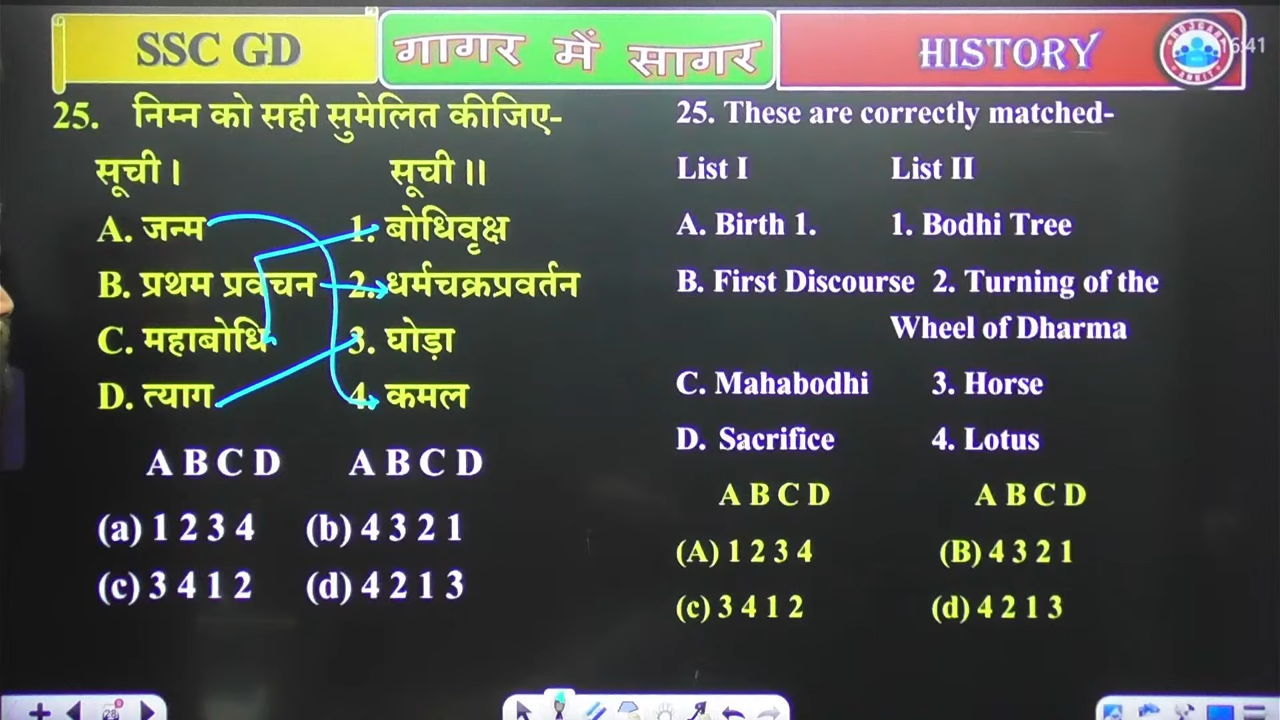 SSC GD
गागर में सागर
HISTORY
16:41
25. निम्न को सही सुमेलित कीजिए-
सूची I
सूची II
A. जन्म
1. बोधिवृक्ष
B. प्रथम प्रवचन
2. धर्मचक्रप्रवर्तन
C. महाबोधि
3. घोड़ा
D. त्याग
4. कमल
A B C D
A B C D
(a) 1 2 3 4
(b) 4 3 2 1
(c) 3 4 1 2
(d) 4 2 1 3
25. These are correctly matched-
List I
List II
A. Birth 1.
1. Bodhi Tree
B. First Discourse
2. Turning of the
Wheel of Dharma
C. Mahabodhi
3. Horse
D. Sacrifice
4. Lotus
A B C D
A B C D
(A) 1 2 3 4
(B) 4 3 2 1
(c) 3 4 1 2
(d) 4 2 1 3